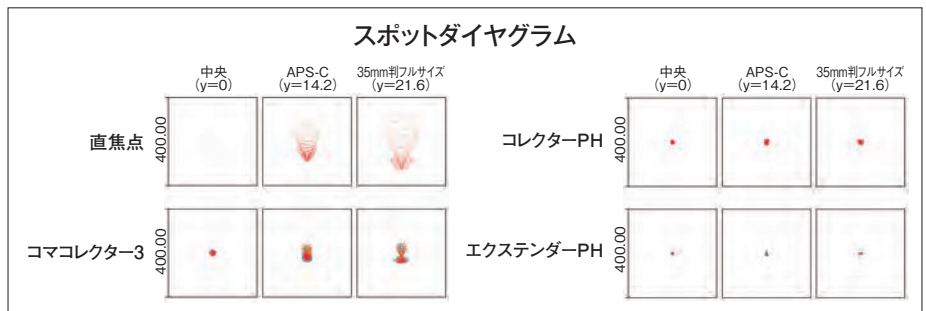 スポットダイヤグラム
中央 APS-C 35mm判フルサイズ
(y=0) (y=14.2) (y=21.6)
直焦点 400.00
コマコレクター3 400.00
中央 APS-C 35mm判フルサイズ
(y=0) (y=14.2) (y=21.6)
コレクターPH 400.00
エクステンダーPH 400.00